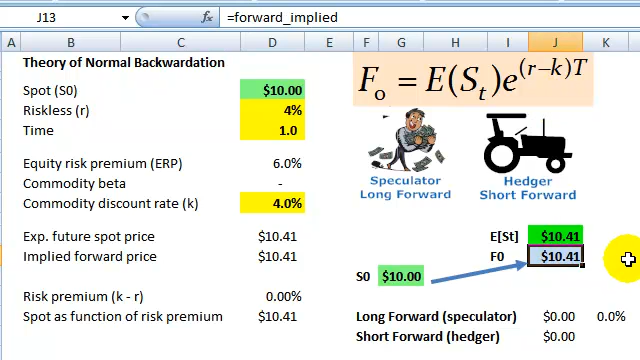 J13 fx =forward_implied
A B C D E F G H I J K
Theory of Normal Backwardation
F₀ = E(Sₜ)e^(r−k)T
Spot (S0) $10.00
Riskless (r) 4%
Time 1.0
Equity risk premium (ERP) 6.0%
Commodity beta -
Commodity discount rate (k) 4.0%
Speculator
Long Forward
Hedger
Short Forward
Exp. future spot price $10.41
Implied forward price $10.41
E[St] $10.41
F0 $10.41
S0 $10.00
Risk premium (k - r) 0.00%
Spot as function of risk premium $10.41
Long Forward (speculator) $0.00 0.0%
Short Forward (hedger) $0.00